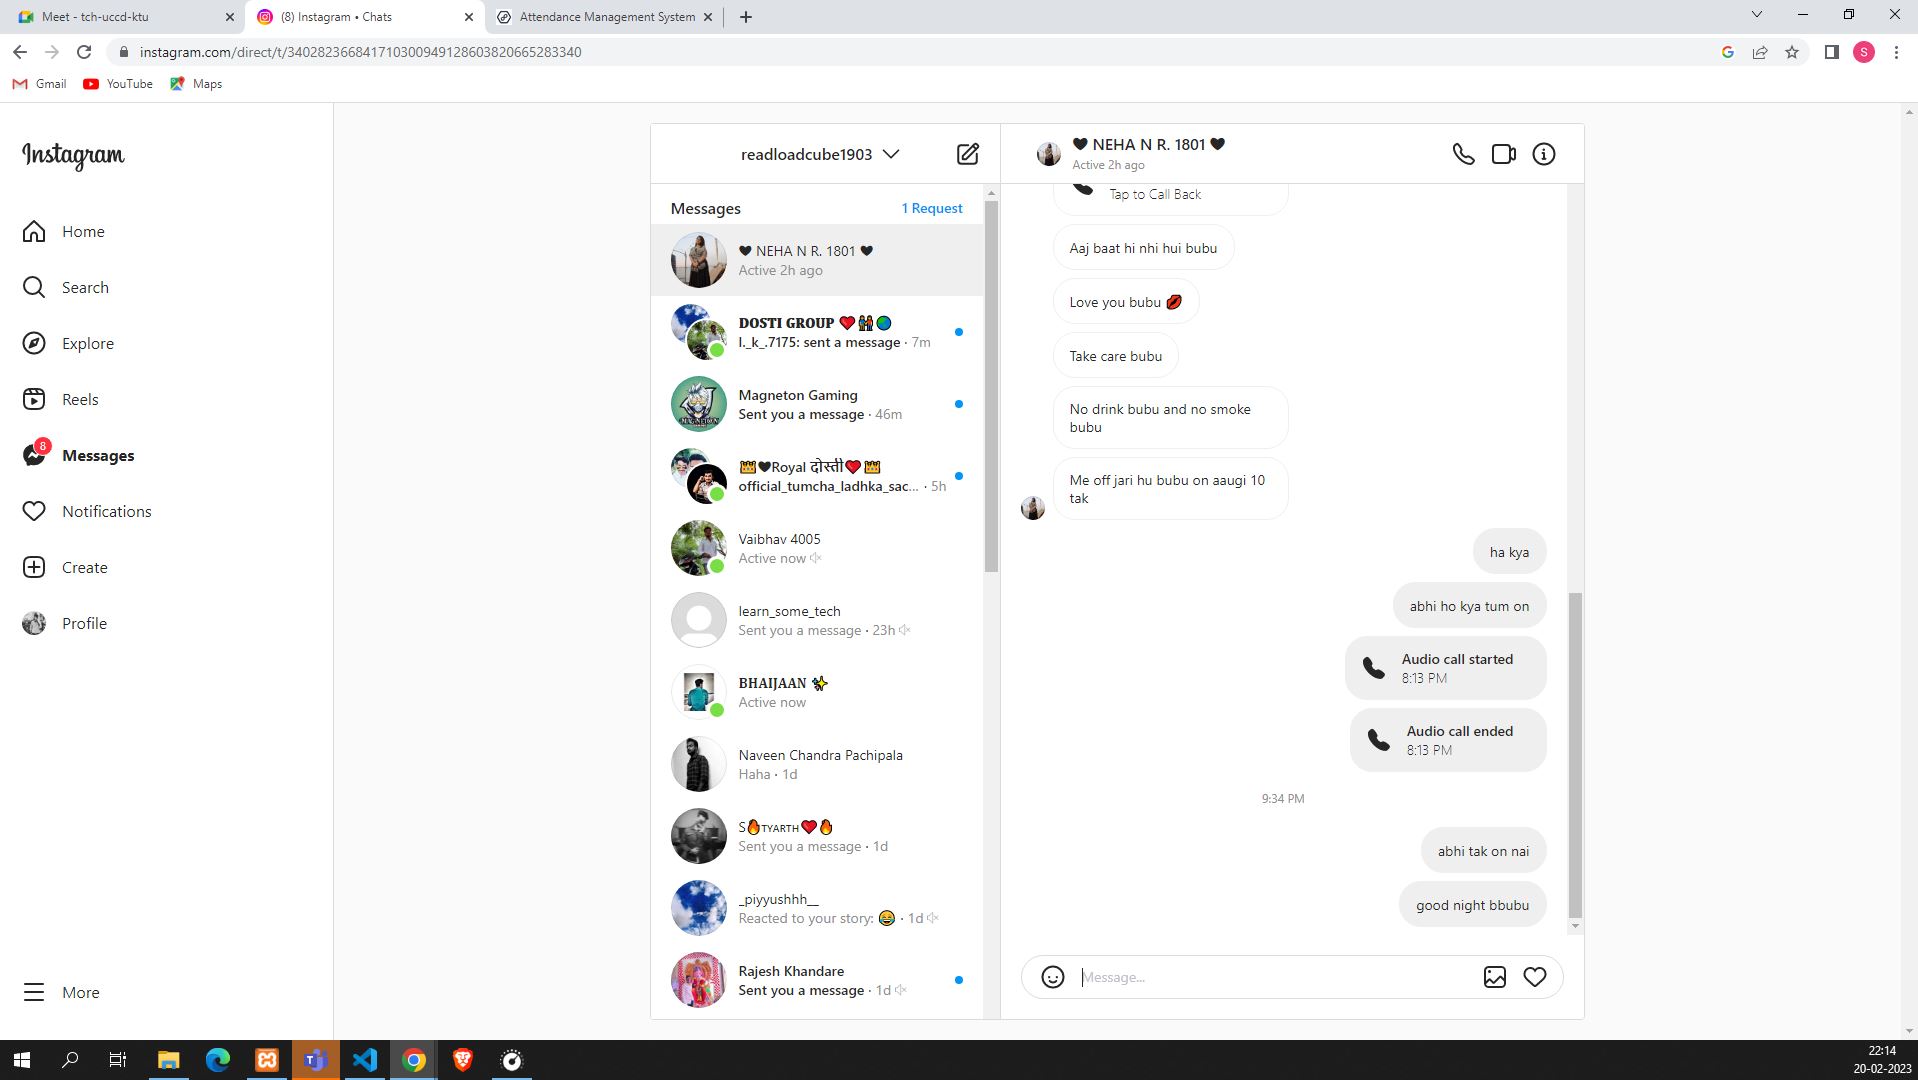 Meet - tch-uccd-ktu
(8) Instagram • Chats
Attendance Management System
instagram.com/direct/t/340282366841710300949128603820665283340
S
Gmail
YouTube
Maps
Instagram
Home
Search
Explore
Reels
8
Messages
Notifications
Create
Profile
More
readloadcube1903
Messages
1 Request
🖤 NEHA N R. 1801 🖤
Active 2h ago
𝐃𝐎𝐒𝐓𝐈 𝐆𝐑𝐎𝐔𝐏 ❤️👬🌍
l._k_.7175: sent a message · 7m
Magneton Gaming
Sent you a message · 46m
👑🖤Royal दोस्ती❤️👑
official_tumcha_ladhka_sac... · 5h
Vaibhav 4005
Active now
learn_some_tech
Sent you a message · 23h
BHAIJAAN ✨
Active now
Naveen Chandra Pachipala
Haha · 1d
S🔥ᴛʏᴀʀᴛʜ❤️🔥
Sent you a message · 1d
_piyyushhh__
Reacted to your story: 😂 · 1d
Rajesh Khandare
Sent you a message · 1d
🖤 NEHA N R. 1801 🖤
Active 2h ago
Tap to Call Back
Aaj baat hi nhi hui bubu
Love you bubu 💋
Take care bubu
No drink bubu and no smoke
bubu
Me off jari hu bubu on aaugi 10
tak
ha kya
abhi ho kya tum on
Audio call started
8:13 PM
Audio call ended
8:13 PM
9:34 PM
abhi tak on nai
good night bbubu
Message...
22:14
20-02-2023